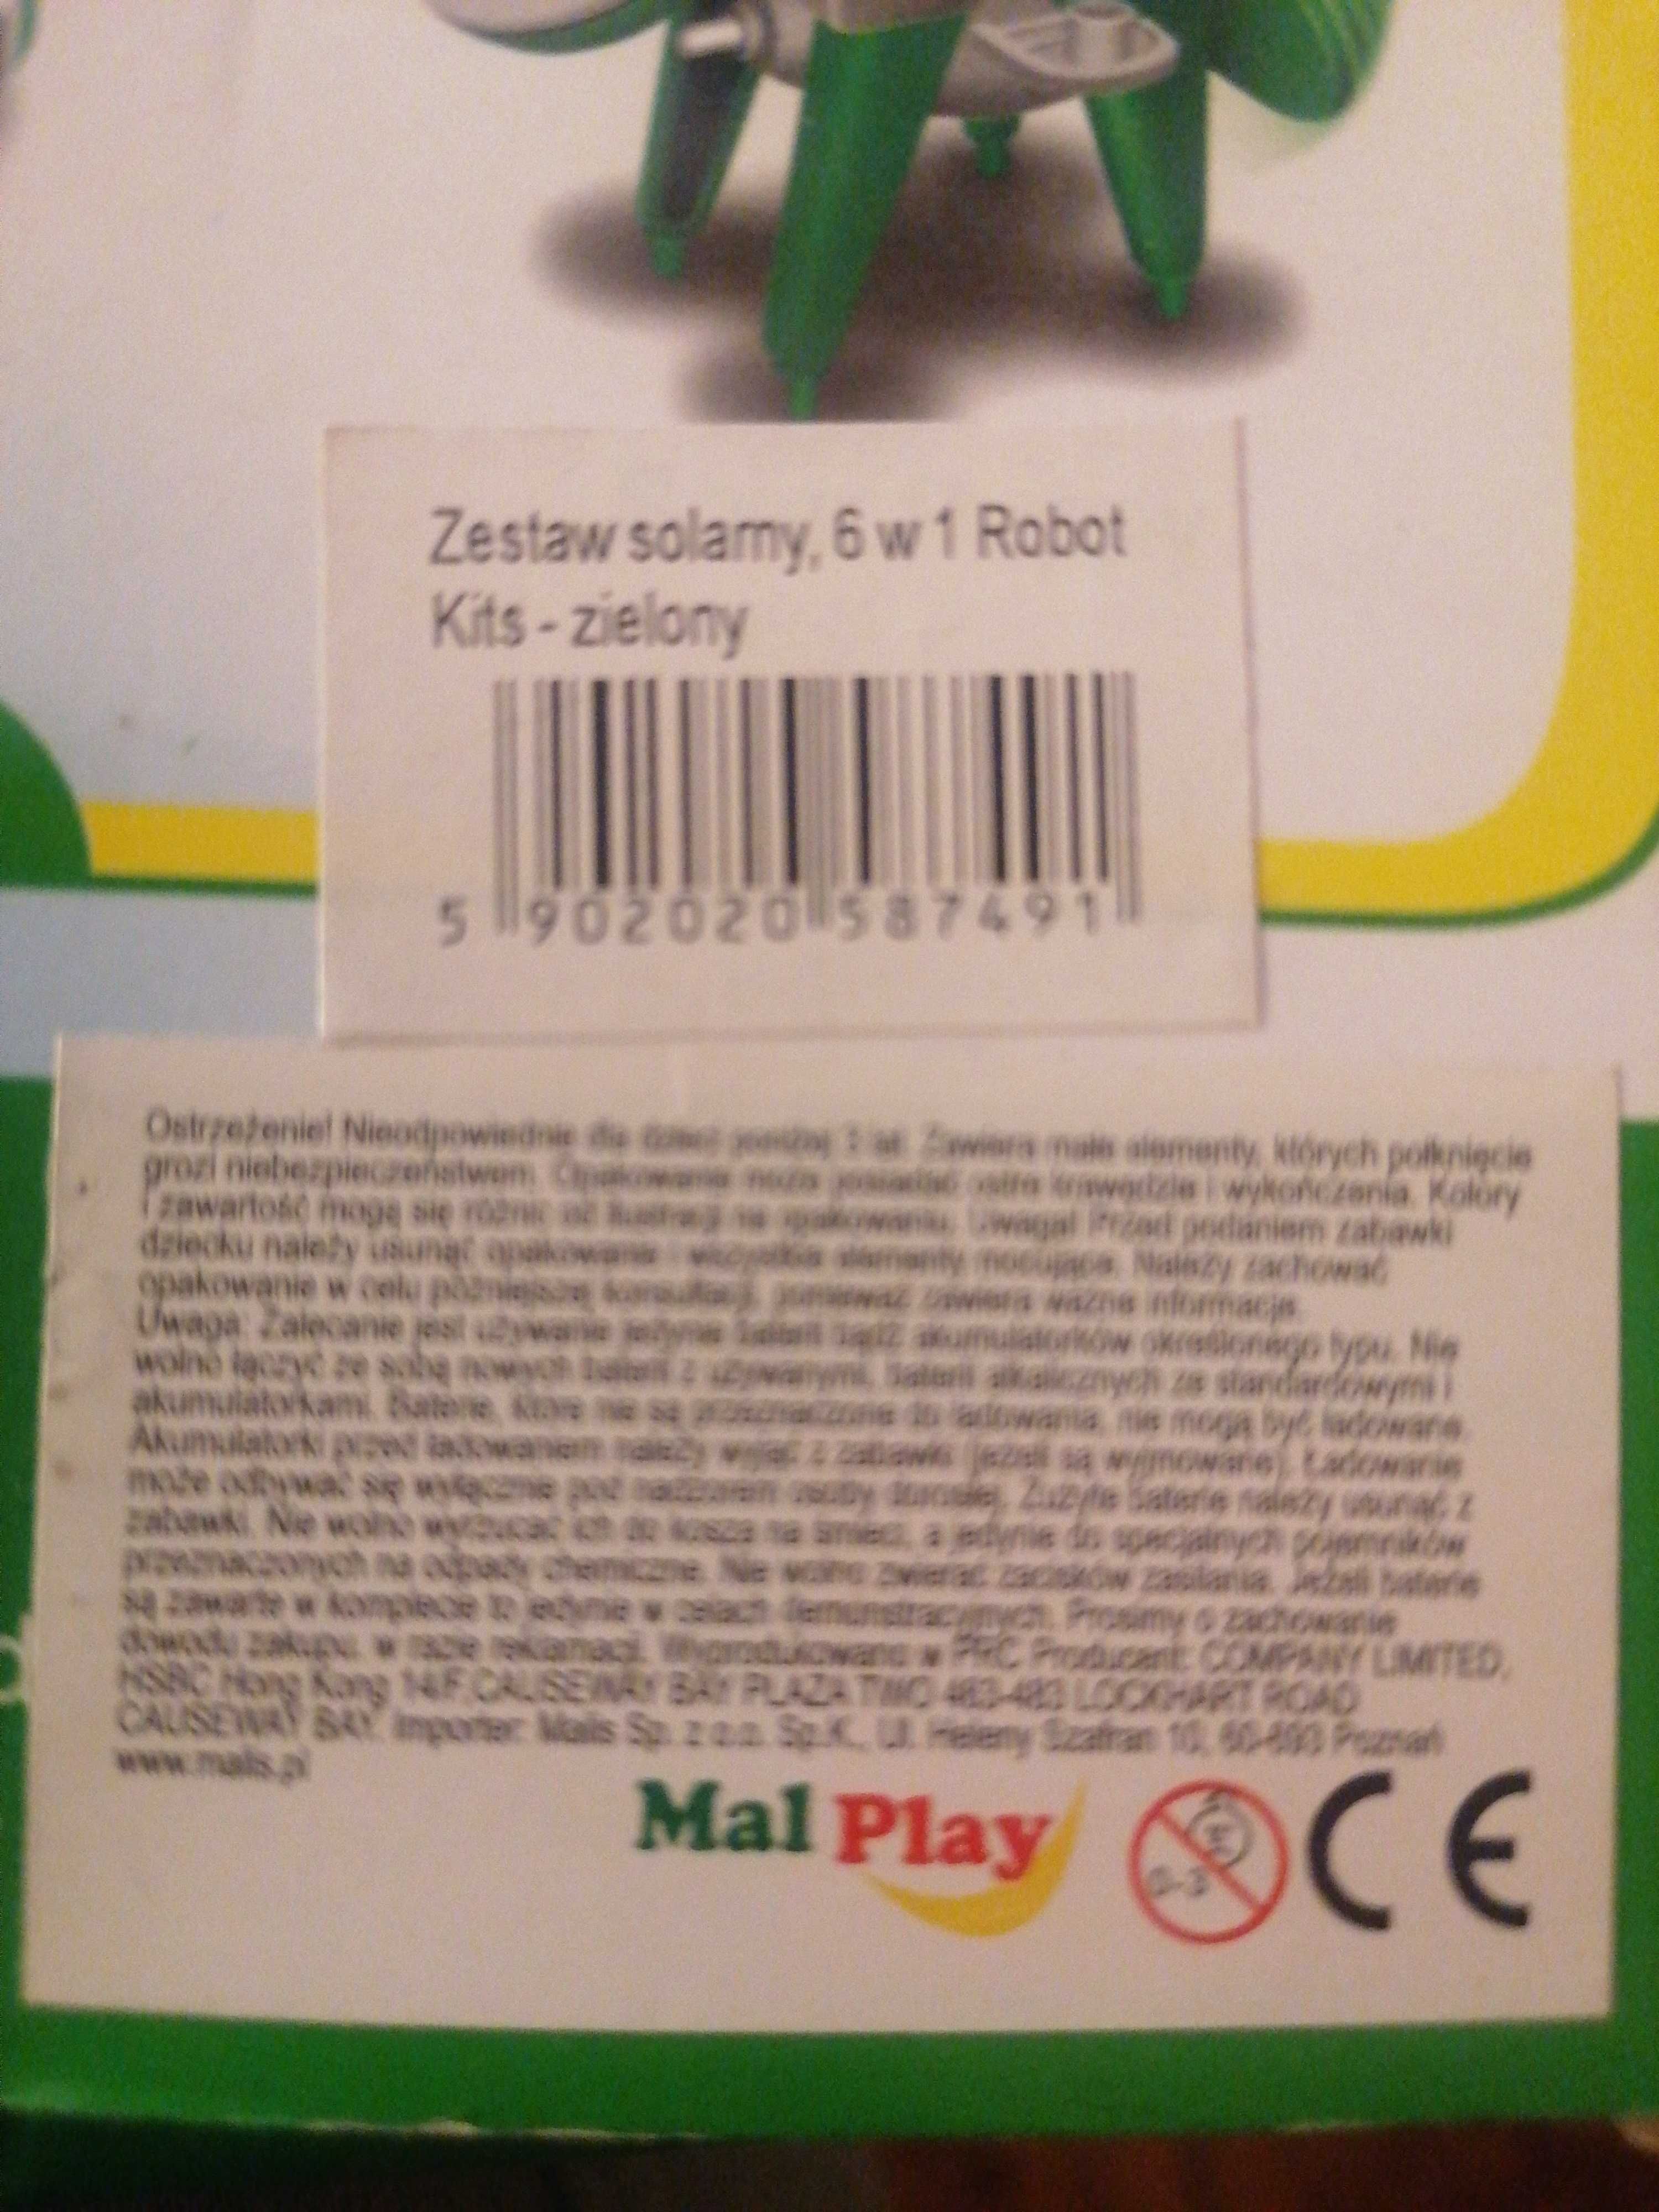 Zestaw solarny, 6 w 1 Robot
Kits - zielony
5 902020 587491
Ostrzeżenie! Nieodpowiednie dla dzieci poniżej 3 lat. Zawiera małe elementy, których połknięcie
grozi niebezpieczeństwem. Opakowanie może posiadać ostre krawędzie i wykończenia. Kolory
i zawartość mogą się różnić od ilustracji na opakowaniu. Uwaga! Przed podaniem zabawki
dziecku należy usunąć opakowanie i wszystkie elementy mocujące. Należy zachować
opakowanie w celu późniejszej konsultacji, ponieważ zawiera ważne informacje.
Uwaga: Zalecanie jest używanie jedynie baterii bądź akumulatorków określonego typu. Nie
wolno łączyć ze sobą nowych baterii z używanymi, baterii alkalicznych ze standardowymi i
akumulatorkami. Baterie, które nie są przeznaczone do ładowania, nie mogą być ładowane.
Akumulatorki przed ładowaniem należy wyjąć z zabawki (jeżeli są wyjmowane). Ładowanie
może odbywać się wyłącznie pod nadzorem osoby dorosłej. Zużyte baterie należy usunąć z
zabawki. Nie wolno wyrzucać ich do kosza na śmieci, a jedynie do specjalnych pojemników
przeznaczonych na odpady chemiczne. Nie wolno zwierać zacisków zasilania. Jeżeli baterie
są zawarte w komplecie to jedynie w celach demonstracyjnych. Prosimy o zachowanie
dowodu zakupu, w razie reklamacji. Wyprodukowano w PRC Producent: COMPANY LIMITED,
HSBC Hong Kong 14/F,CAUSEWAY BAY PLAZA TWO 463-483 LOCKHART ROAD
CAUSEWAY BAY. Importer: Malis Sp. z o.o. Sp.K., Ul. Heleny Szafran 10, 60-693 Poznań
www.malis.pl
Mal Play
0-3
CE